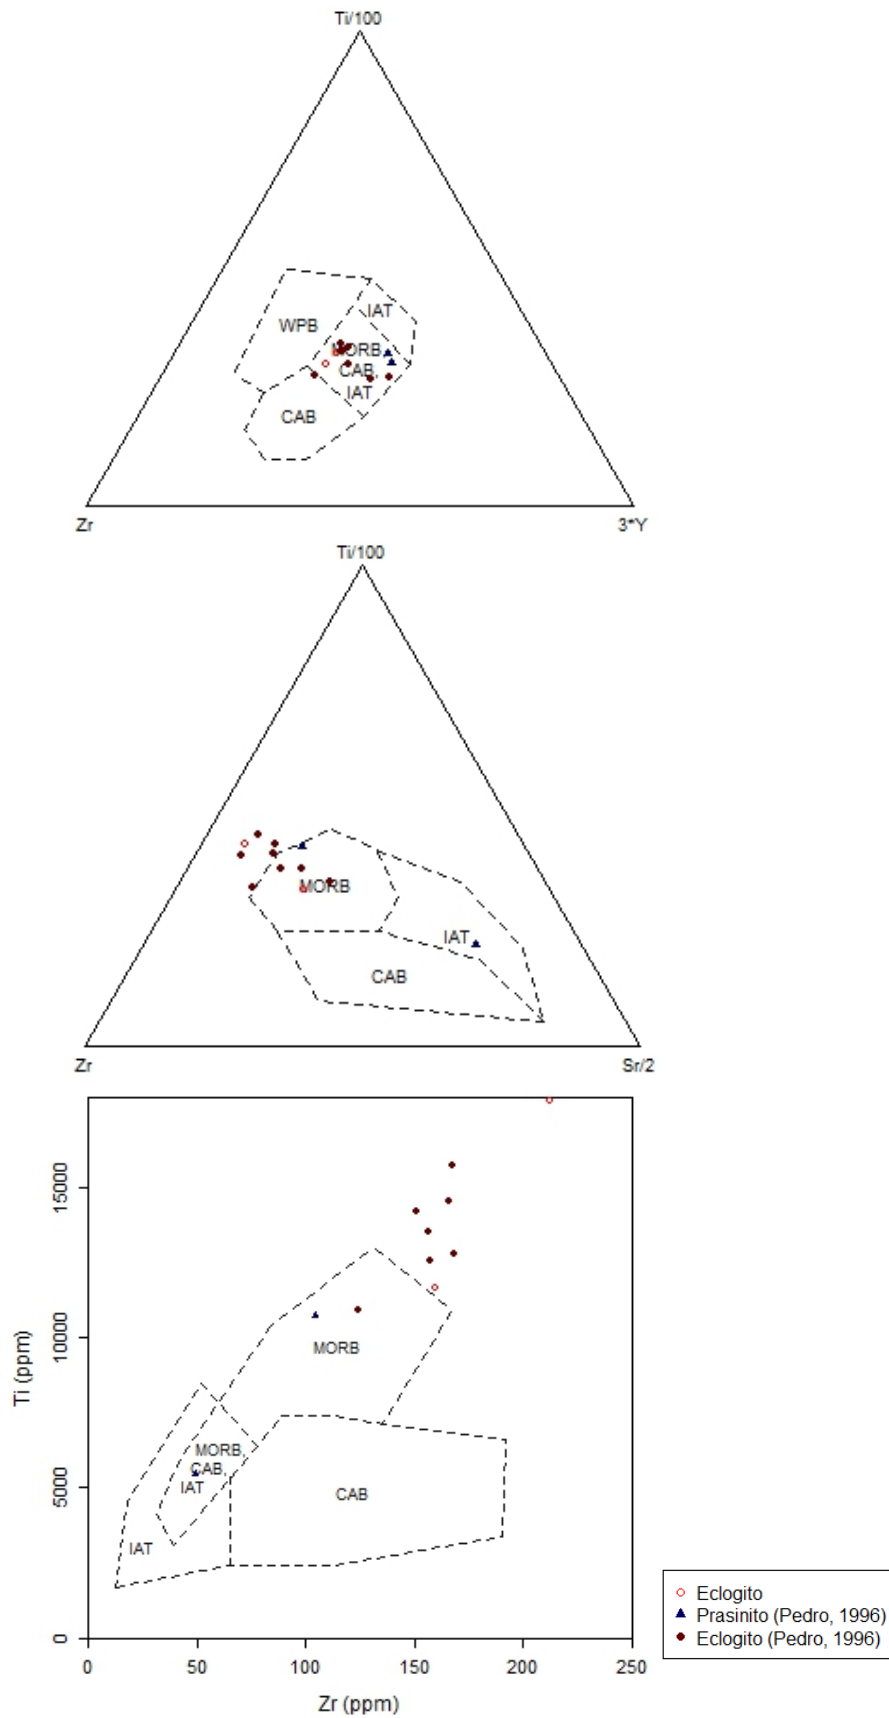 Ti/100
IAT
WPB
MORB
CAB,
IAT
CAB
Zr
3*Y
Ti/100
MORB
IAT
CAB
Zr
Sr/2
Ti (ppm)
15000
10000
5000
0
MORB
MORB,
CAB,
IAT
CAB
IAT
0 50 100 150 200 250
Zr (ppm)
Eclogito
Prasinito (Pedro, 1996)
Eclogito (Pedro, 1996)